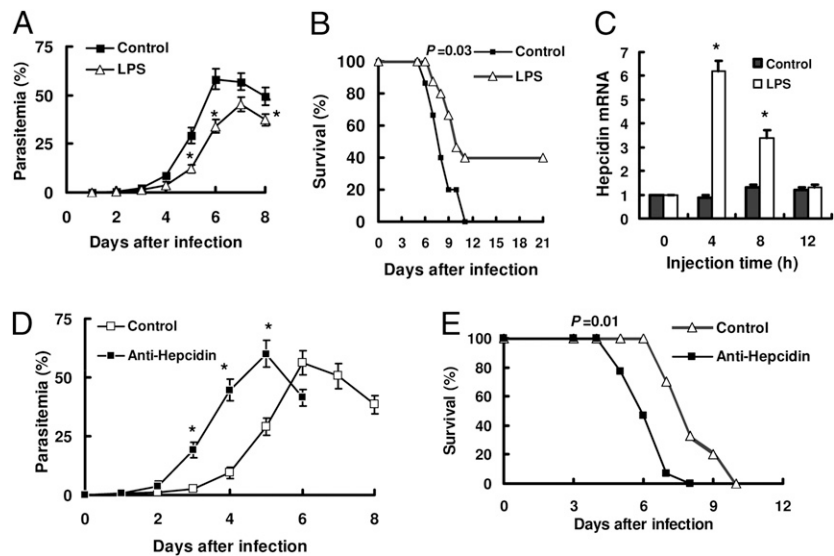 A
Control
LPS
Parasitemia (%)
75
50
25
0
*
*
*
0 2 4 6 8
Days after infection
B
P=0.03
Control
LPS
Survival (%)
100
80
60
40
20
0
0 3 6 9 12 15 18 21
Days after infection
C
Control
LPS
Hepcidin mRNA
7
6
5
4
3
2
1
0
*
*
0 4 8 12
Injection time (h)
D
Control
Anti-Hepcidin
Parasitemia (%)
75
50
25
0
*
*
*
0 2 4 6 8
Days after infection
E
P=0.01
Control
Anti-Hepcidin
Survival (%)
100
80
60
40
20
0
0 3 6 9 12
Days after infection